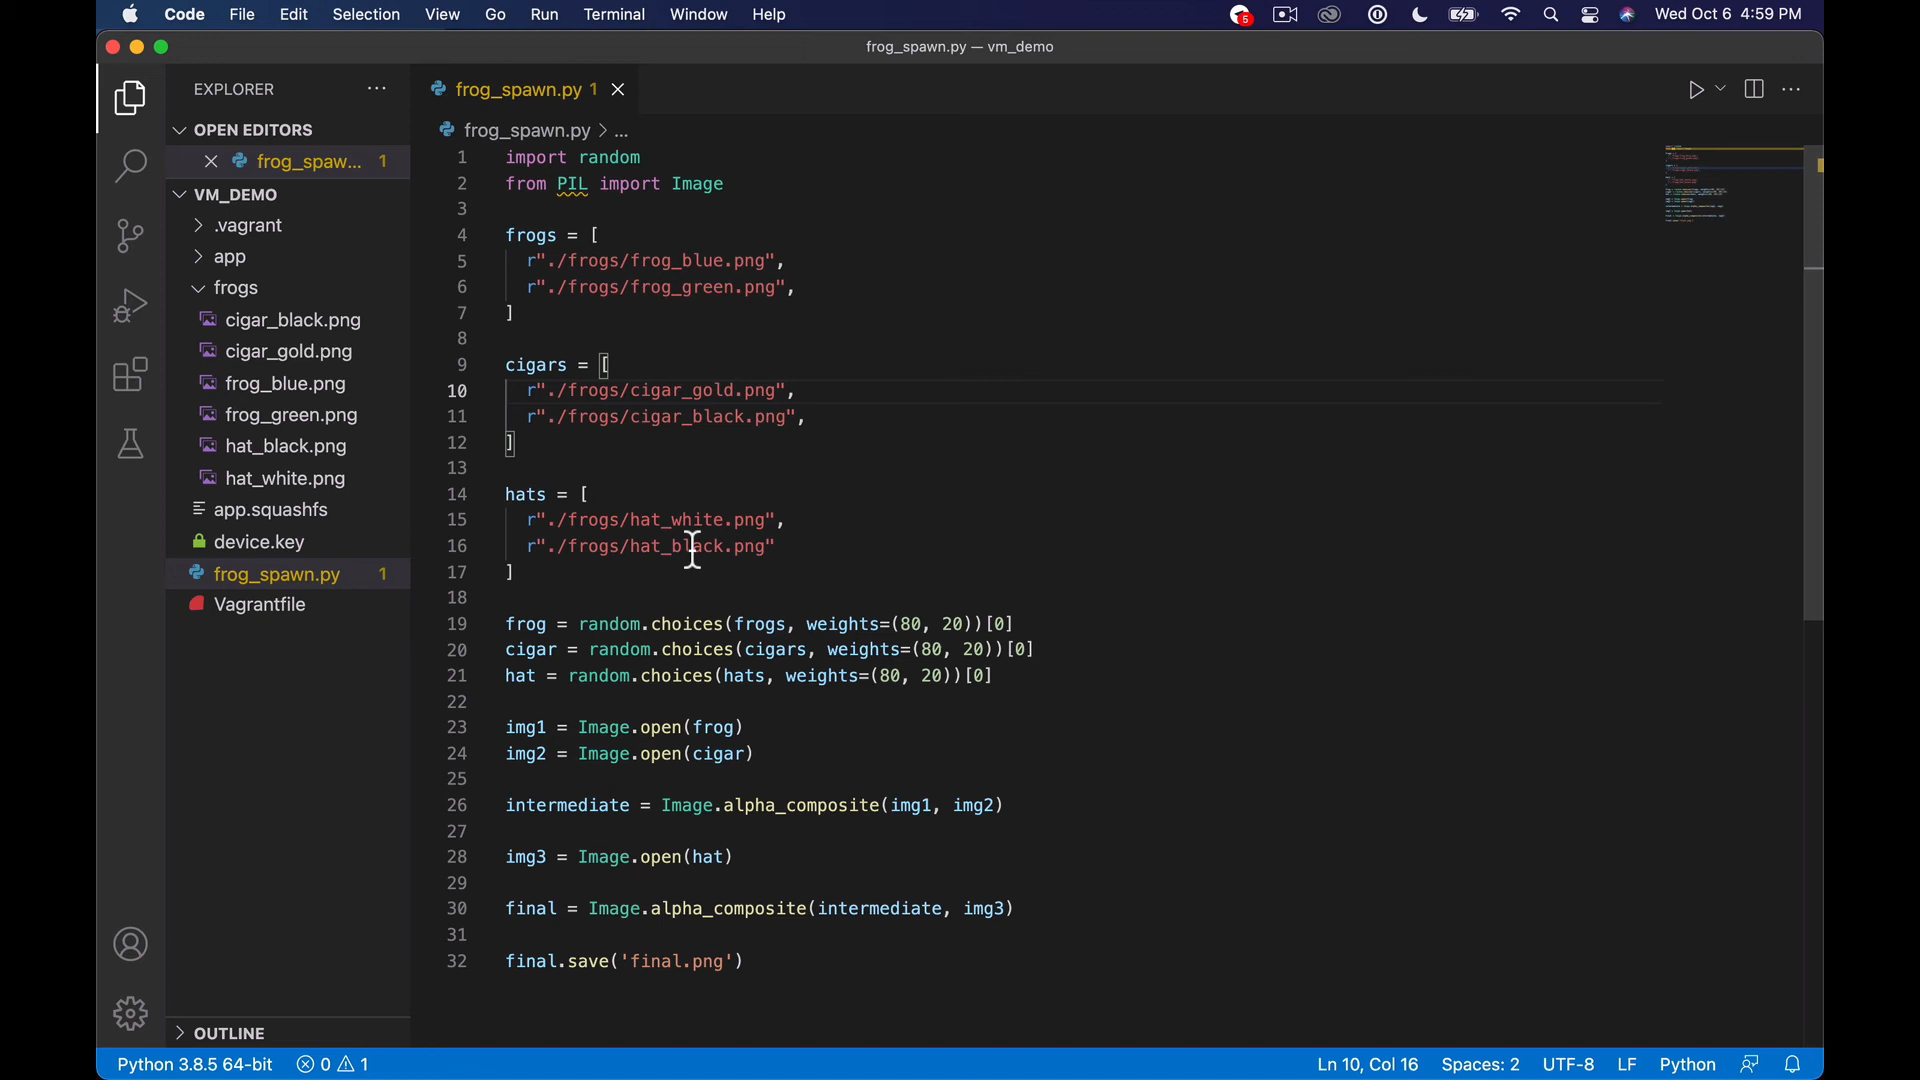 Code File Edit Selection View Go Run Terminal Window Help 5 Wed Oct 6 4:59 PM
frog_spawn.py — vm_demo
EXPLORER
OPEN EDITORS
frog_spaw... 1
VM_DEMO
.vagrant
app
frogs
cigar_black.png
cigar_gold.png
frog_blue.png
frog_green.png
hat_black.png
hat_white.png
app.squashfs
device.key
frog_spawn.py 1
Vagrantfile
OUTLINE
frog_spawn.py 1
frog_spawn.py > ...
1 import random
2 from PIL import Image
3
4 frogs = [
5 r"./frogs/frog_blue.png",
6 r"./frogs/frog_green.png",
7 ]
8
9 cigars = [
10 r"./frogs/cigar_gold.png",
11 r"./frogs/cigar_black.png",
12 ]
13
14 hats = [
15 r"./frogs/hat_white.png",
16 r"./frogs/hat_black.png"
17 ]
18
19 frog = random.choices(frogs, weights=(80, 20))[0]
20 cigar = random.choices(cigars, weights=(80, 20))[0]
21 hat = random.choices(hats, weights=(80, 20))[0]
22
23 img1 = Image.open(frog)
24 img2 = Image.open(cigar)
25
26 intermediate = Image.alpha_composite(img1, img2)
27
28 img3 = Image.open(hat)
29
30 final = Image.alpha_composite(intermediate, img3)
31
32 final.save('final.png')
Python 3.8.5 64-bit 0 1 Ln 10, Col 16 Spaces: 2 UTF-8 LF Python